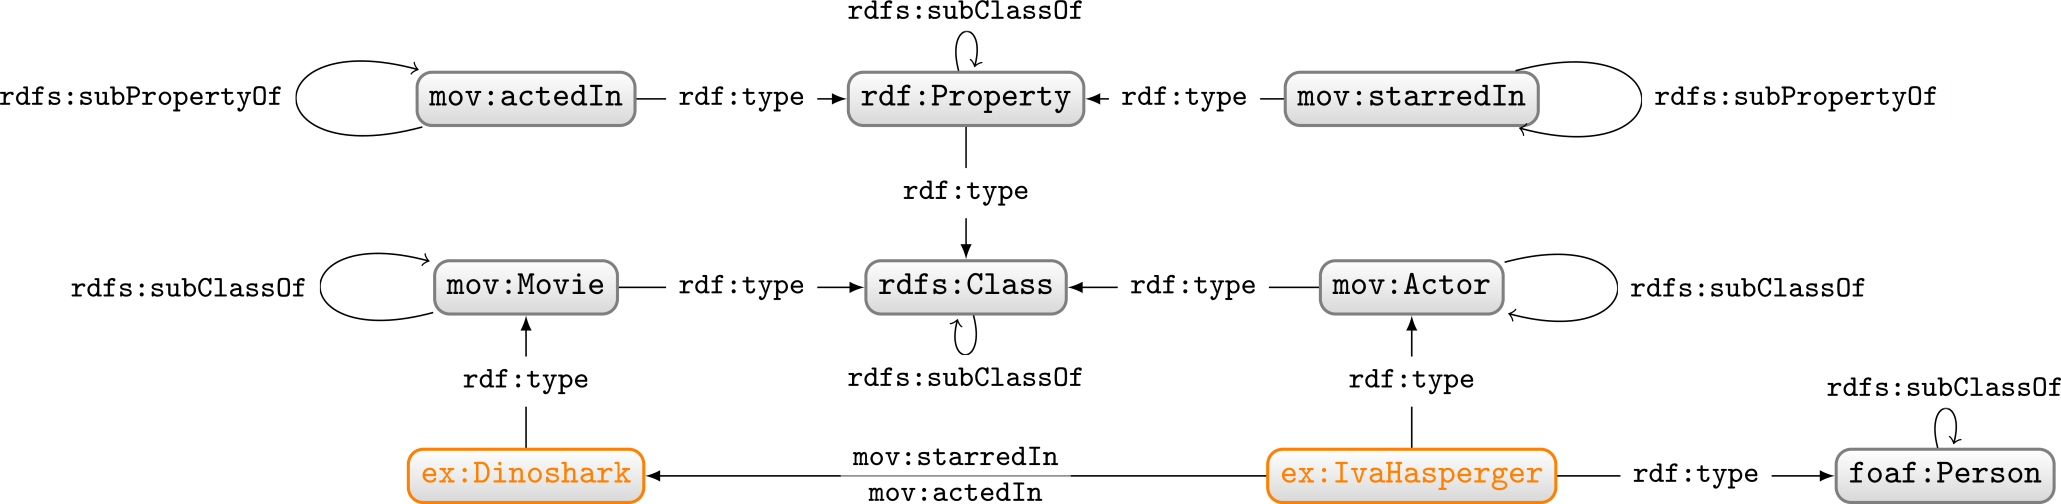 rdfs:subClassOf
rdfs:subPropertyOf mov:actedIn rdf:type rdf:Property rdf:type mov:starredIn rdfs:subPropertyOf
rdf:type
rdfs:subClassOf mov:Movie rdf:type rdfs:Class rdf:type mov:Actor rdfs:subClassOf
rdf:type rdfs:subClassOf rdf:type rdfs:subClassOf
mov:starredIn
ex:Dinoshark ex:IvaHasperger rdf:type foaf:Person
mov:actedIn